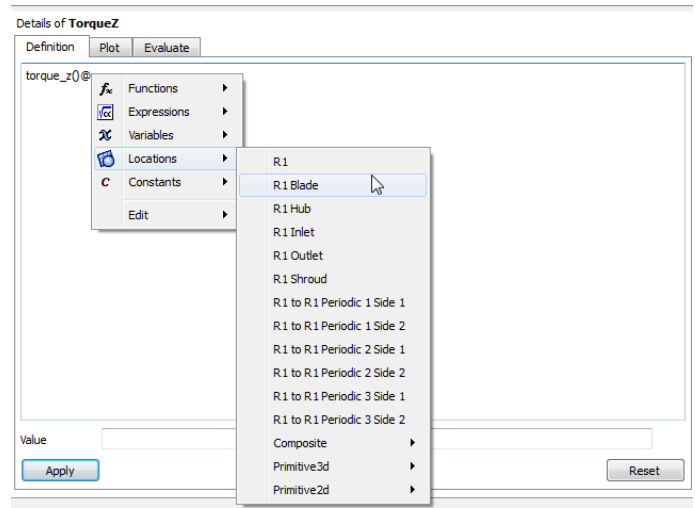 Details of TorqueZ
Definition Plot Evaluate
torque_z()@
Functions
Expressions
Variables
Locations
Constants
Edit
R1
R1 Blade
R1 Hub
R1 Inlet
R1 Outlet
R1 Shroud
R1 to R1 Periodic 1 Side 1
R1 to R1 Periodic 1 Side 2
R1 to R1 Periodic 2 Side 1
R1 to R1 Periodic 2 Side 2
R1 to R1 Periodic 3 Side 1
R1 to R1 Periodic 3 Side 2
Composite
Primitive3d
Primitive2d
Value
Apply Reset